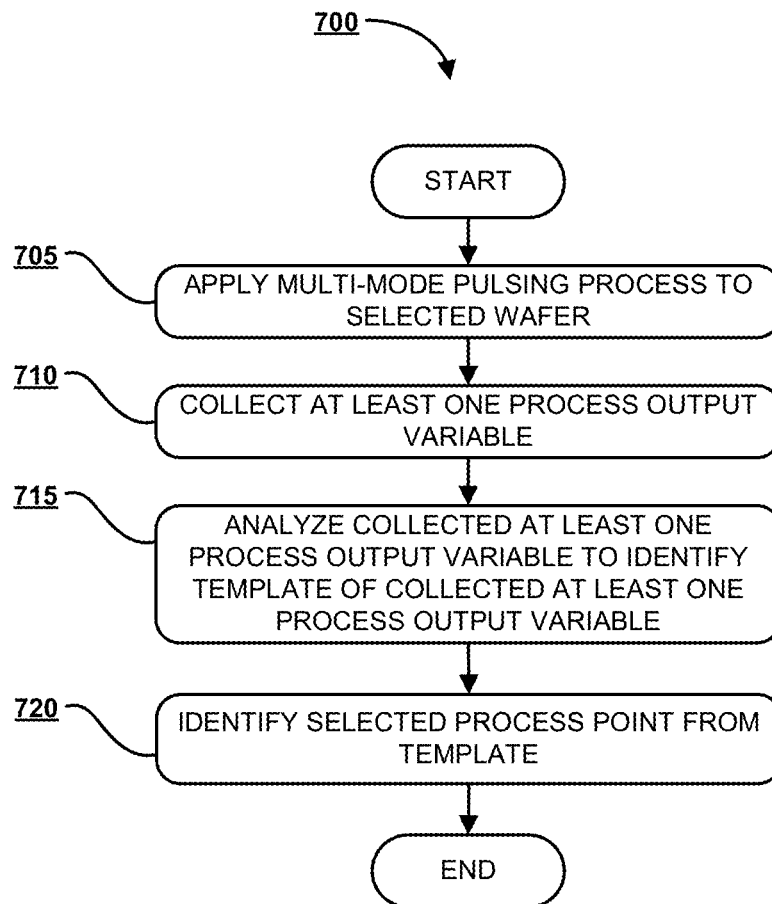 700
START
705
APPLY MULTI-MODE PULSING PROCESS TO
SELECTED WAFER
710
COLLECT AT LEAST ONE PROCESS OUTPUT
VARIABLE
715
ANALYZE COLLECTED AT LEAST ONE
PROCESS OUTPUT VARIABLE TO IDENTIFY
TEMPLATE OF COLLECTED AT LEAST ONE
PROCESS OUTPUT VARIABLE
720
IDENTIFY SELECTED PROCESS POINT FROM
TEMPLATE
END